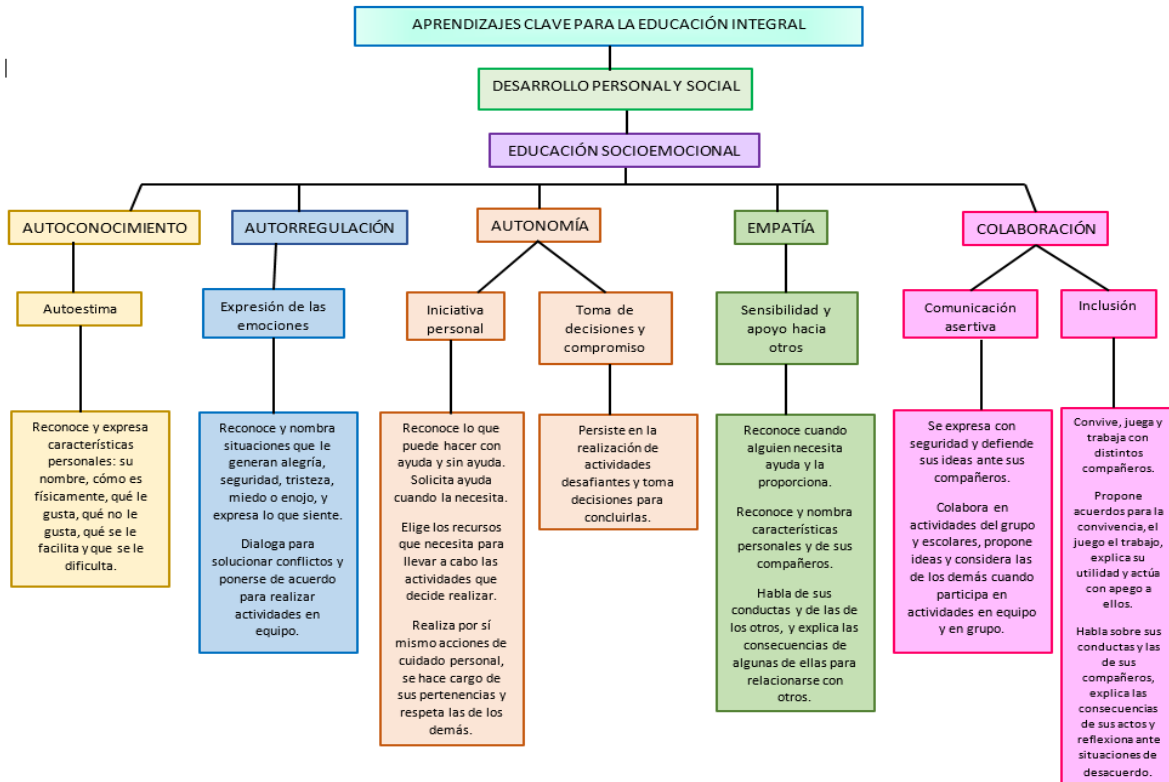 APRENDIZAJES CLAVE PARA LA EDUCACIÓN INTEGRAL
DESARROLLO PERSONAL Y SOCIAL
EDUCACIÓN SOCIOEMOCIONAL
AUTOCONOCIMIENTO
AUTORREGULACIÓN
AUTONOMÍA
EMPATÍA
COLABORACIÓN
Autoestima
Expresión de las
emociones
Iniciativa
personal
Toma de
decisiones y
compromiso
Sensibilidad y
apoyo hacia
otros
Comunicación
asertiva
Inclusión
Reconoce y expresa
características
personales: su
nombre, cómo es
físicamente, qué le
gusta, qué no le
gusta, qué se le
facilita y que se le
dificulta.
Reconoce y nombra
situaciones que le
generan alegría,
seguridad, tristeza,
miedo o enojo, y
expresa lo que siente.
Dialoga para
solucionar conflictos y
ponerse de acuerdo
para realizar
actividades en
equipo.
Reconoce lo que
puede hacer con
ayuda y sin ayuda.
Solicita ayuda
cuando la necesita.
Elige los recursos
que necesita para
llevar a cabo las
actividades que
decide realizar.
Realiza por sí
mismo acciones de
cuidado personal,
se hace cargo de
sus pertenencias y
respeta las de los
demás.
Persiste en la
realización de
actividades
desafiantes y toma
decisiones para
concluirlas.
Reconoce cuando
alguien necesita
ayuda y la
proporciona.
Reconoce y nombra
características
personales y de sus
compañeros.
Habla de sus
conductas y de las de
los otros, y explica las
consecuencias de
algunas de ellas para
relacionarse con
otros.
Se expresa con
seguridad y defiende
sus ideas ante sus
compañeros.
Colabora en
actividades del grupo
y escolares, propone
ideas y considera las
de los demás cuando
participa en
actividades en equipo
y en grupo.
Convive, juega y
trabaja con
distintos
compañeros.
Propone
acuerdos para la
convivencia, el
juego el trabajo,
explica su
utilidad y actúa
con apego a
ellos.
Habla sobre sus
conductas y las
de sus
compañeros,
explica las
consecuencias
de sus actos y
reflexiona ante
situaciones de
desacuerdo.